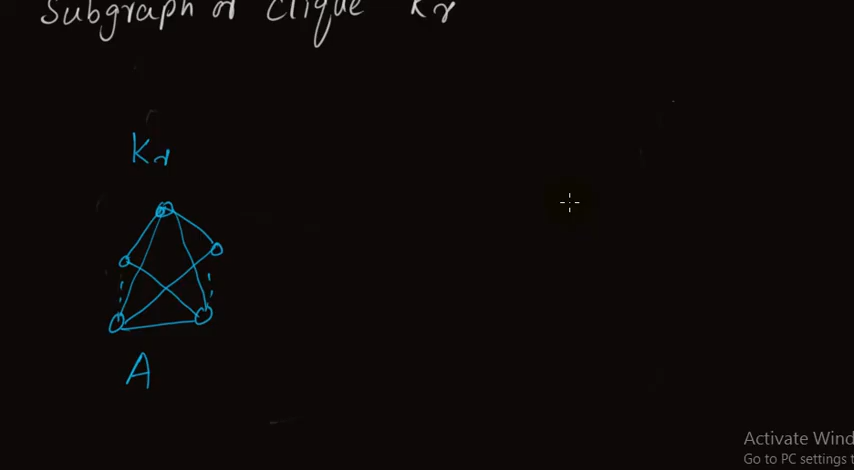 Subgraph of Clique Kr
Kr
A
Activate Wind
Go to PC settings t